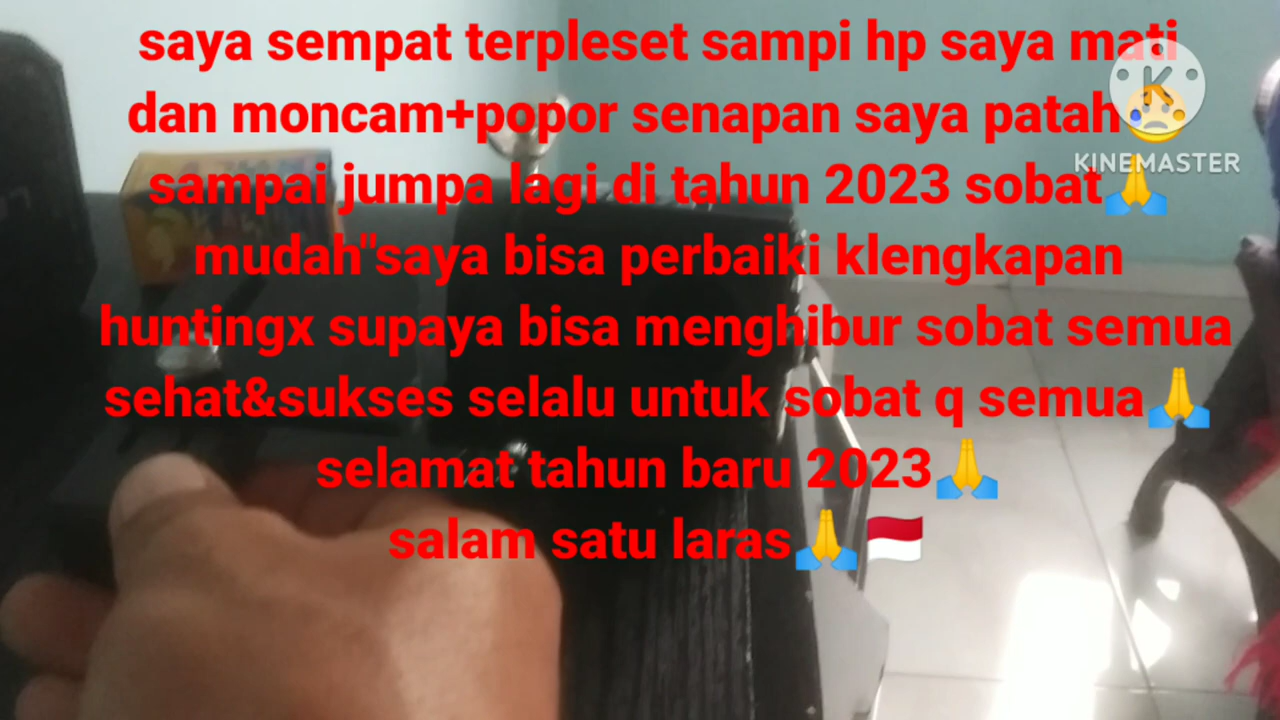 saya sempat terpleset sampi hp saya mati
dan moncam+popor senapan saya patah😥
KINEMASTER
sampai jumpa lagi di tahun 2023 sobat🙏
mudah"saya bisa perbaiki klengkapan
huntingx supaya bisa menghibur sobat semua
sehat&sukses selalu untuk sobat q semua🙏
selamat tahun baru 2023🙏
salam satu laras🙏🇮🇩